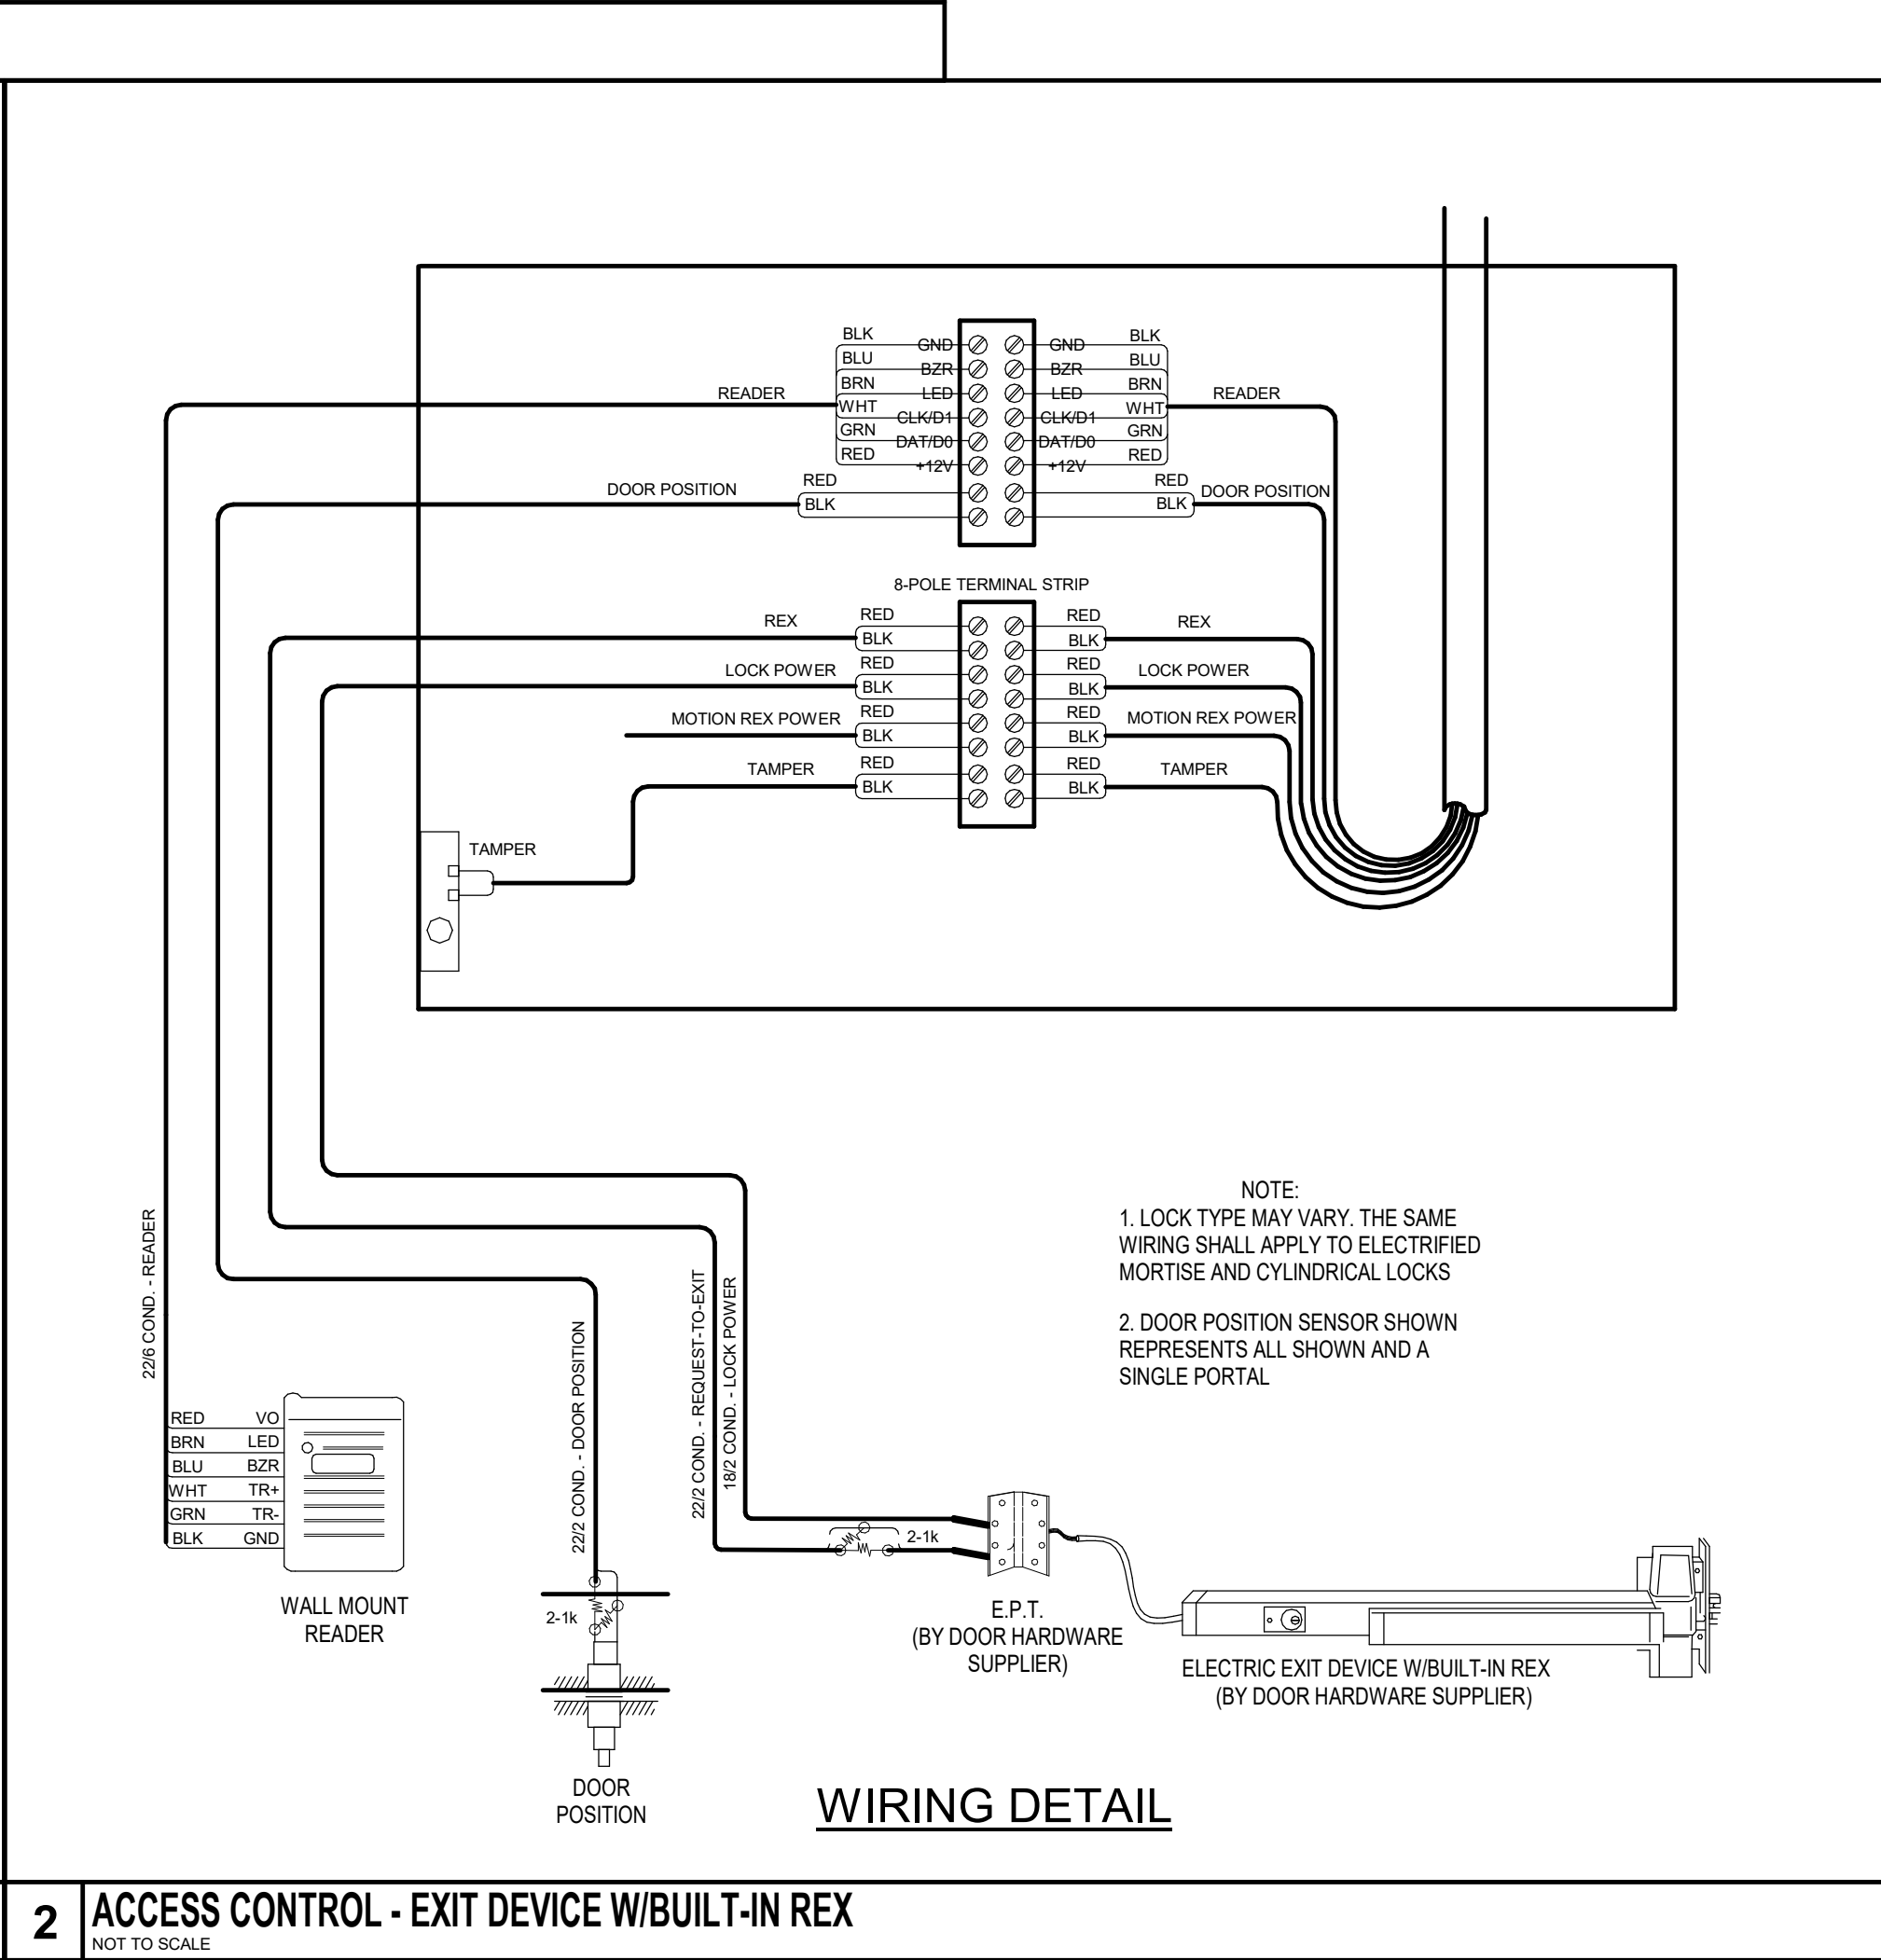 BLK GND GND BLK
BLU BZR BZR BLU
BRN LED LED BRN
READER WHT CLK/D1 CLK/D1 WHT READER
GRN DAT/D0 DAT/D0 GRN
RED +12V +12V RED
DOOR POSITION RED RED DOOR POSITION
BLK BLK
8-POLE TERMINAL STRIP
REX RED RED REX
BLK BLK
LOCK POWER RED RED LOCK POWER
BLK BLK
MOTION REX POWER RED RED MOTION REX POWER
BLK BLK
TAMPER RED RED TAMPER
BLK BLK
TAMPER
22/6 COND. - READER
22/2 COND. - DOOR POSITION
22/2 COND. - REQUEST-TO-EXIT
18/2 COND. - LOCK POWER
NOTE:
1. LOCK TYPE MAY VARY. THE SAME
WIRING SHALL APPLY TO ELECTRIFIED
MORTISE AND CYLINDRICAL LOCKS
2. DOOR POSITION SENSOR SHOWN
REPRESENTS ALL SHOWN AND A
SINGLE PORTAL
RED VO
BRN LED
BLU BZR
WHT TR+
GRN TR-
BLK GND
WALL MOUNT
READER
2-1k
DOOR
POSITION
2-1k
E.P.T.
(BY DOOR HARDWARE
SUPPLIER)
ELECTRIC EXIT DEVICE W/BUILT-IN REX
(BY DOOR HARDWARE SUPPLIER)
WIRING DETAIL
2 ACCESS CONTROL - EXIT DEVICE W/BUILT-IN REX
NOT TO SCALE